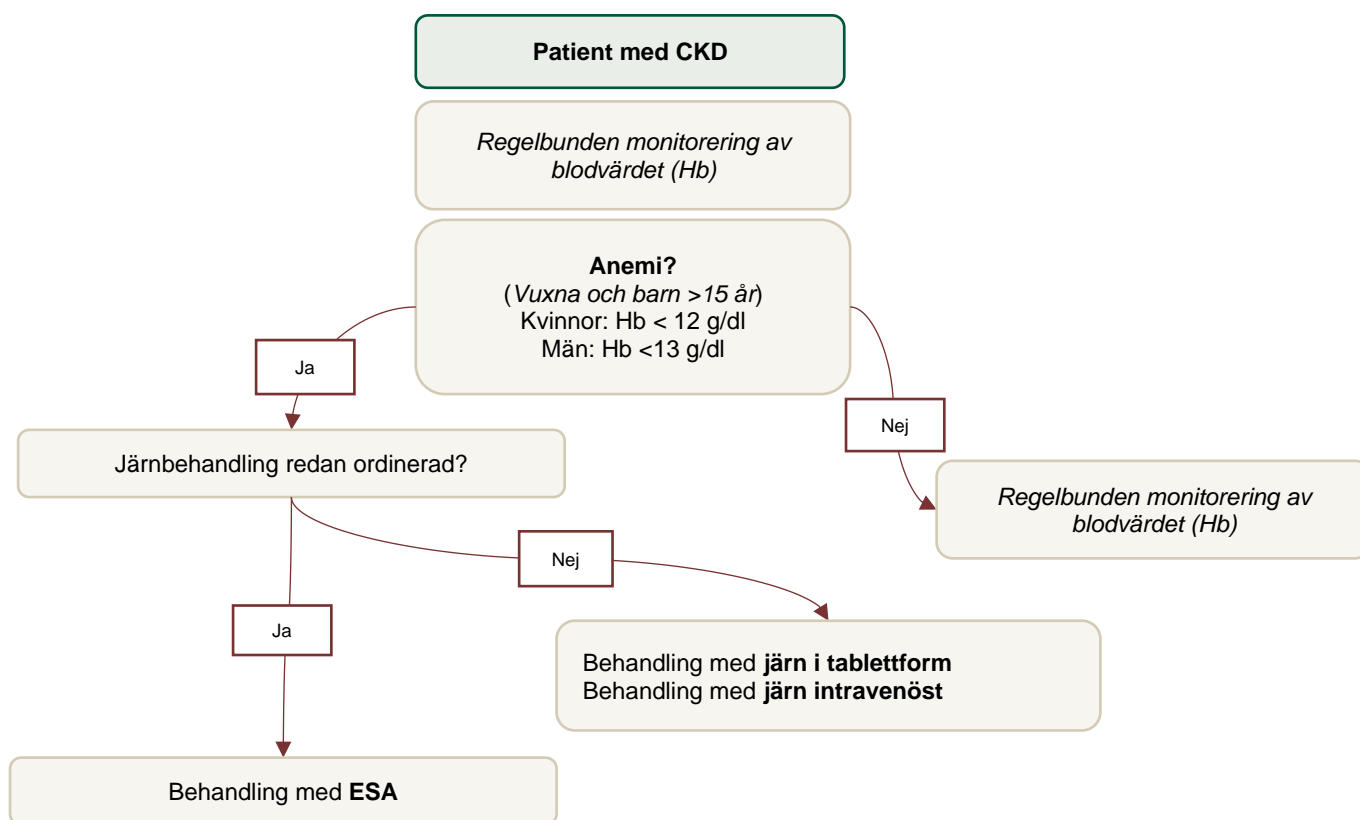 Patient med CKD
Regelbunden monitorering av
blodvärdet (Hb)
Anemi?
(Vuxna och barn >15 år)
Kvinnor: Hb < 12 g/dl
Män: Hb <13 g/dl
Ja
Nej
Järnbehandling redan ordinerad?
Regelbunden monitorering av
blodvärdet (Hb)
Nej
Ja
Behandling med järn i tablettform
Behandling med järn intravenöst
Behandling med ESA